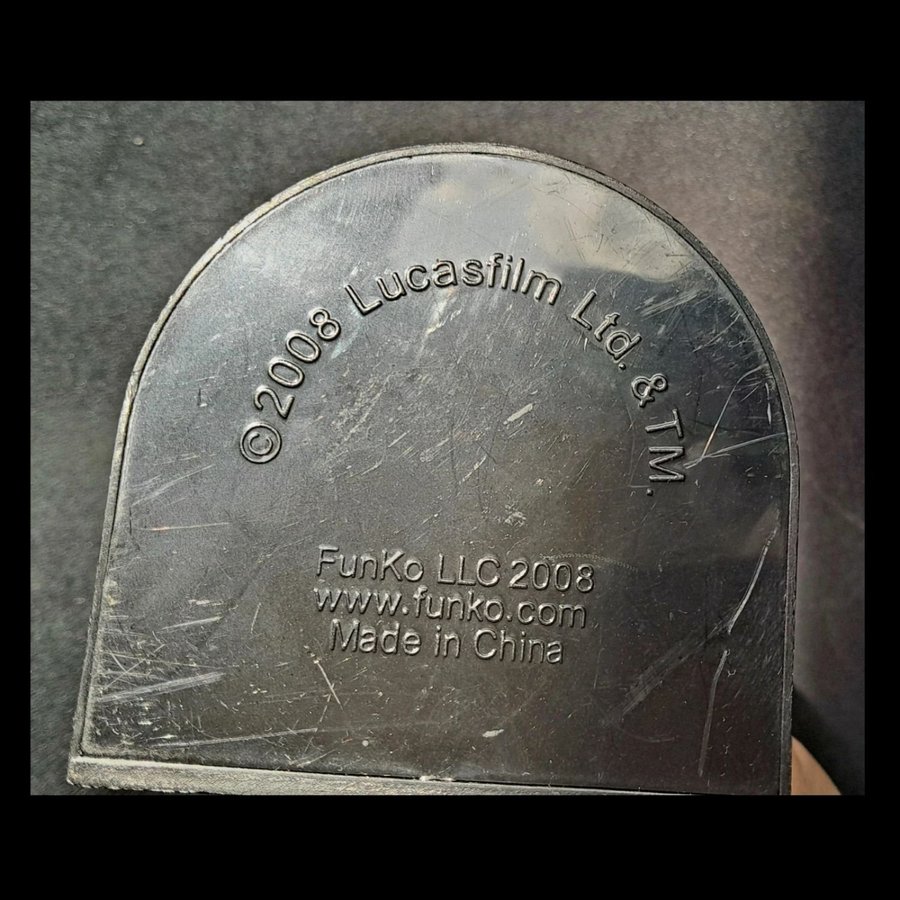 ©2008 Lucasfilm Ltd. & TM.
FunKo LLC 2008
www.funko.com
Made in China